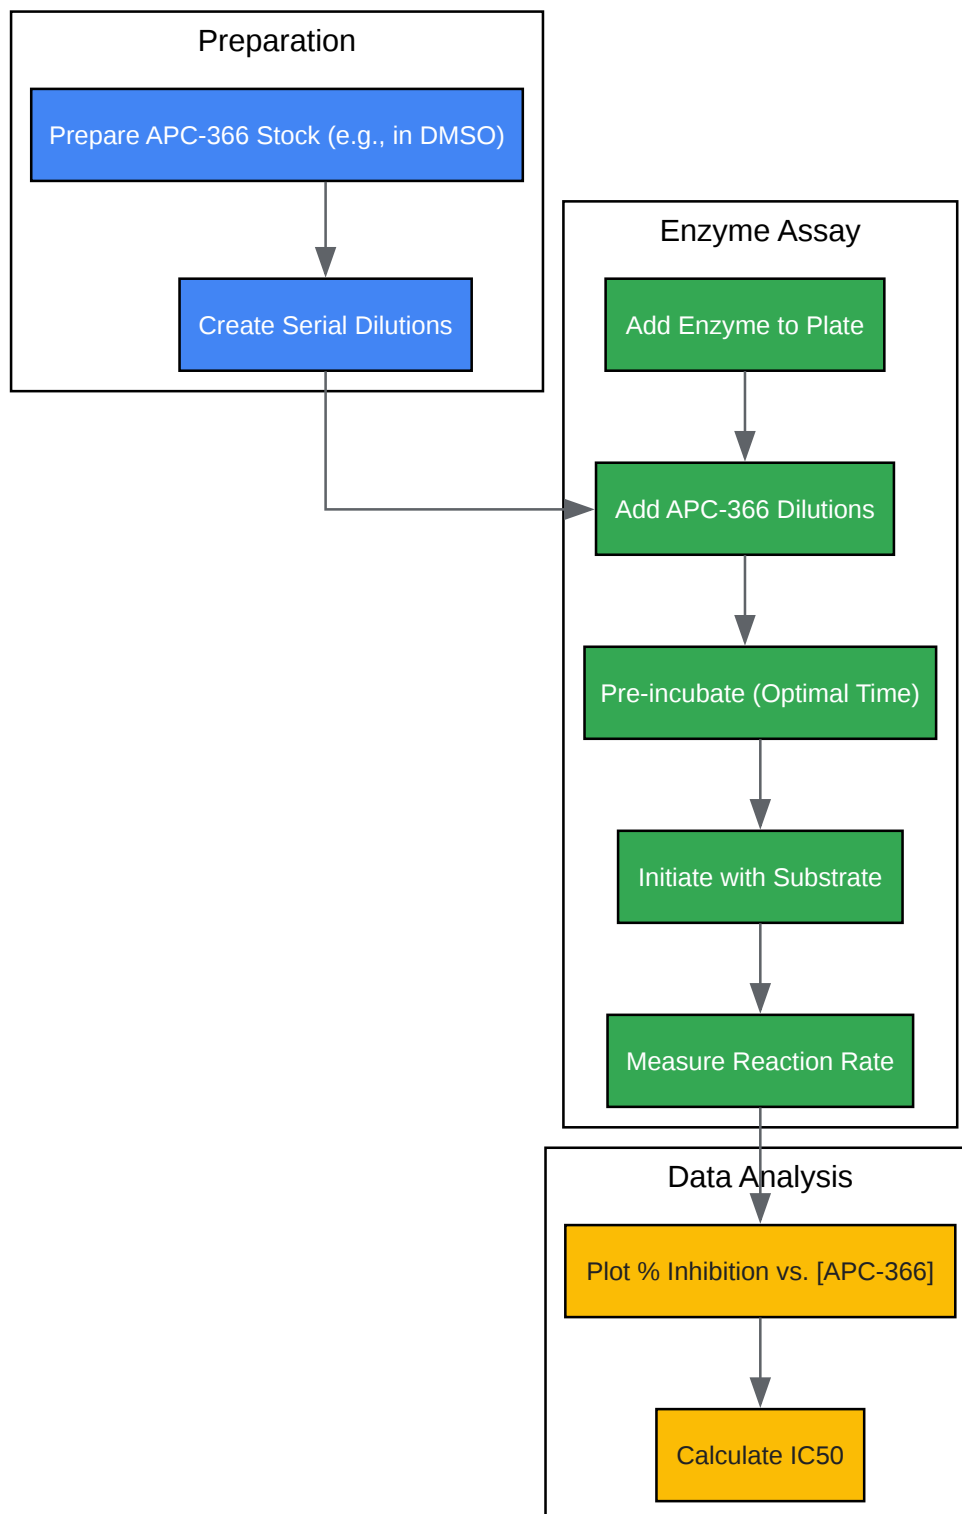 Preparation
Prepare APC-366 Stock (e.g., in DMSO)
Create Serial Dilutions
Enzyme Assay
Add Enzyme to Plate
Add APC-366 Dilutions
Pre-incubate (Optimal Time)
Initiate with Substrate
Measure Reaction Rate
Data Analysis
Plot % Inhibition vs. [APC-366]
Calculate IC50